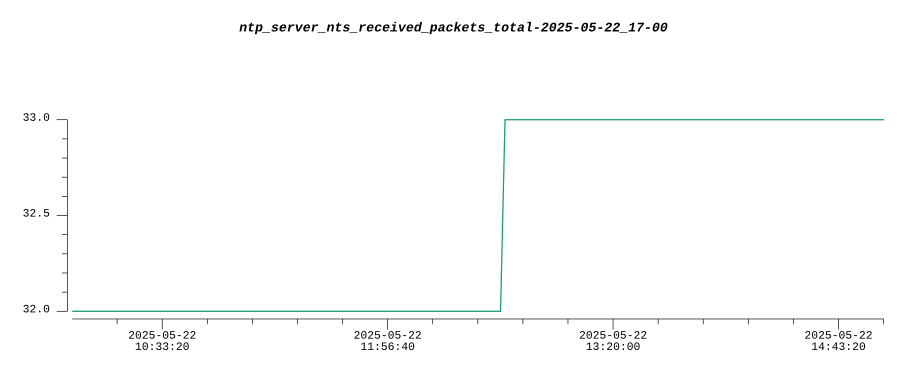 ntp_server_nts_received_packets_total-2025-05-22_17-00
33.0
32.5
32.0
2025-05-22 2025-05-22 2025-05-22 2025-05-22
10:33:20 11:56:40 13:20:00 14:43:20